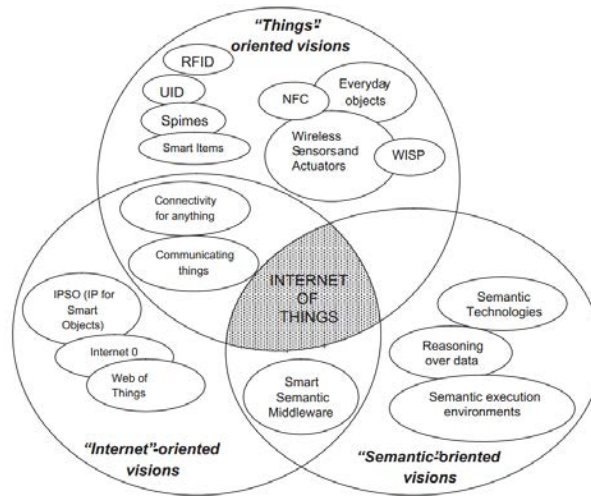 "Things"-
oriented visions
RFID
UID
Spimes
Smart Items
NFC
Everyday
objects
Wireless
Sensors and
Actuators
WISP
Connectivity
for anything
Communicating
things
INTERNET
OF
THINGS
IPSO (IP for
Smart
Objects)
Internet 0
Web of
Things
Smart
Semantic
Middleware
Semantic
Technologies
Reasoning
over data
Semantic execution
environments
"Internet"-oriented
visions
"Semantic"-oriented
visions